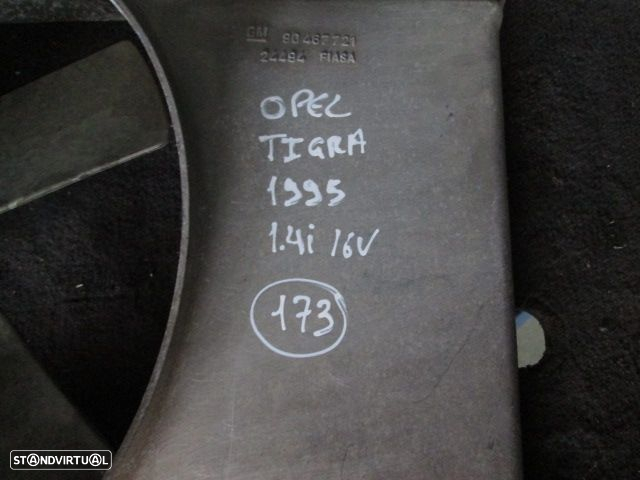 GM 90467721
24494 FIASA
OPEL
TIGRA
1995
1.4i 16V
173
STANDVIRTUAL